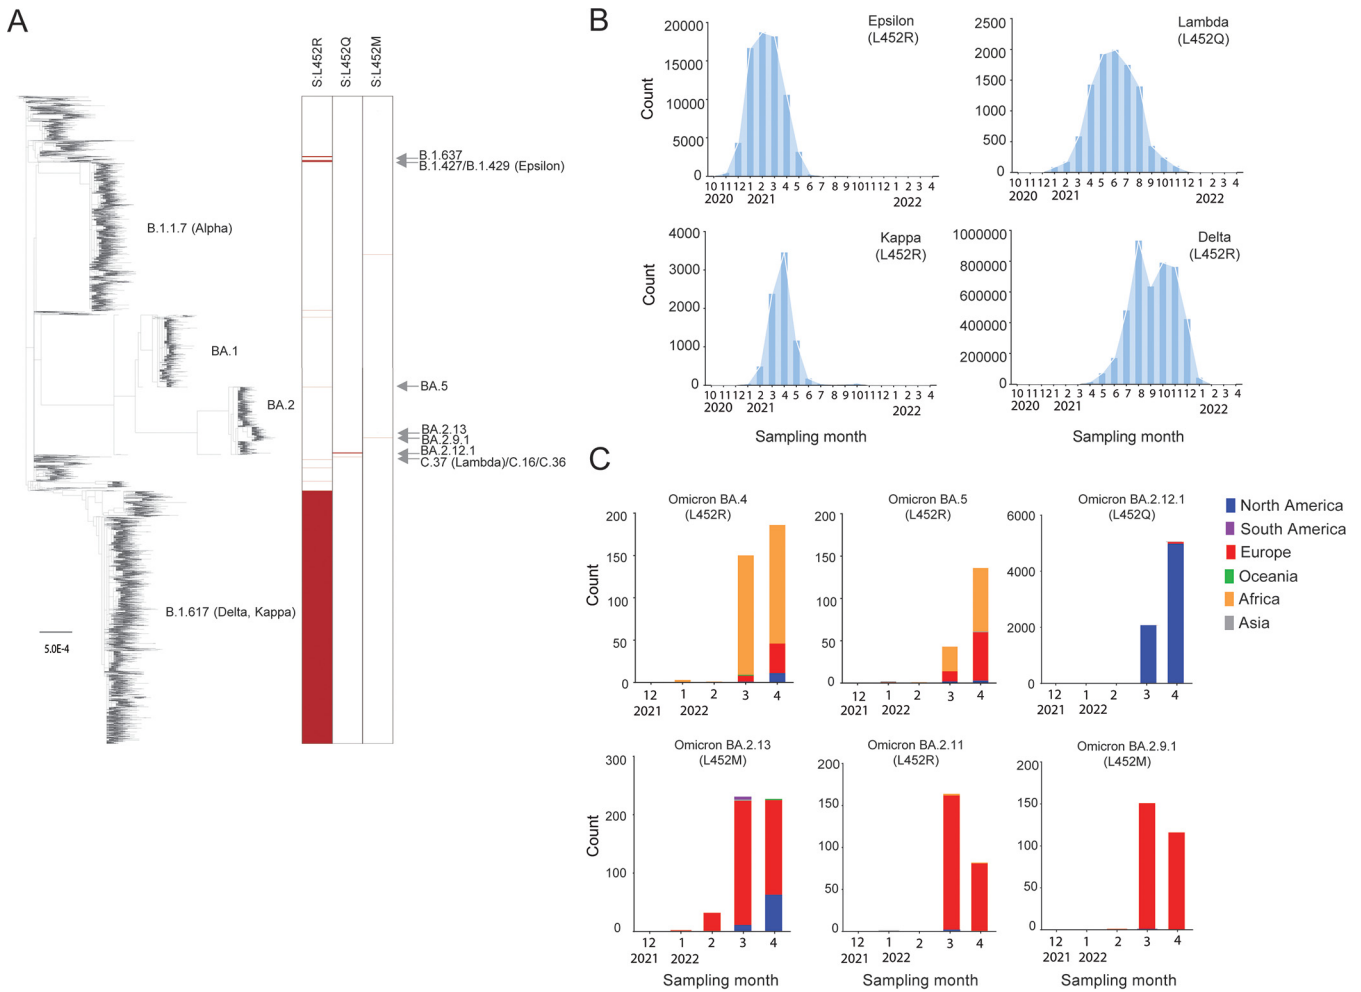 A
S:L452R
S:L452Q
S:L452M
B.1.637
B.1.427/B.1.429 (Epsilon)
B.1.1.7 (Alpha)
BA.1
BA.5
BA.2
BA.2.13
BA.2.9.1
BA.2.12.1
C.37 (Lambda)/C.16/C.36
B.1.617 (Delta, Kappa)
5.0E-4
B
Epsilon
(L452R)
Count
20000
15000
10000
5000
0
10 11 12 1 2 3 4 5 6 7 8 9 10 11 12 1 2 3 4
2020 2021 2022
Lambda
(L452Q)
2500
2000
1500
1000
500
0
10 11 12 1 2 3 4 5 6 7 8 9 10 11 12 1 2 3 4
2020 2021 2022
Kappa
(L452R)
Count
4000
3000
2000
1000
0
10 11 12 1 2 3 4 5 6 7 8 9 10 11 12 1 2 3 4
2020 2021 2022
Sampling month
Delta
(L452R)
1000000
800000
600000
400000
200000
0
10 11 12 1 2 3 4 5 6 7 8 9 10 11 12 1 2 3 4
2020 2021 2022
Sampling month
C
Omicron BA.4
(L452R)
Count
200
150
100
50
0
12 1 2 3 4
2021 2022
Omicron BA.5
(L452R)
200
150
100
50
0
12 1 2 3 4
2021 2022
Omicron BA.2.12.1
(L452Q)
6000
4000
2000
0
12 1 2 3 4
2021 2022
North America
South America
Europe
Oceania
Africa
Asia
Omicron BA.2.13
(L452M)
Count
300
200
100
0
12 1 2 3 4
2021 2022
Sampling month
Omicron BA.2.11
(L452R)
200
150
100
50
0
12 1 2 3 4
2021 2022
Sampling month
Omicron BA.2.9.1
(L452M)
200
150
100
50
0
12 1 2 3 4
2021 2022
Sampling month